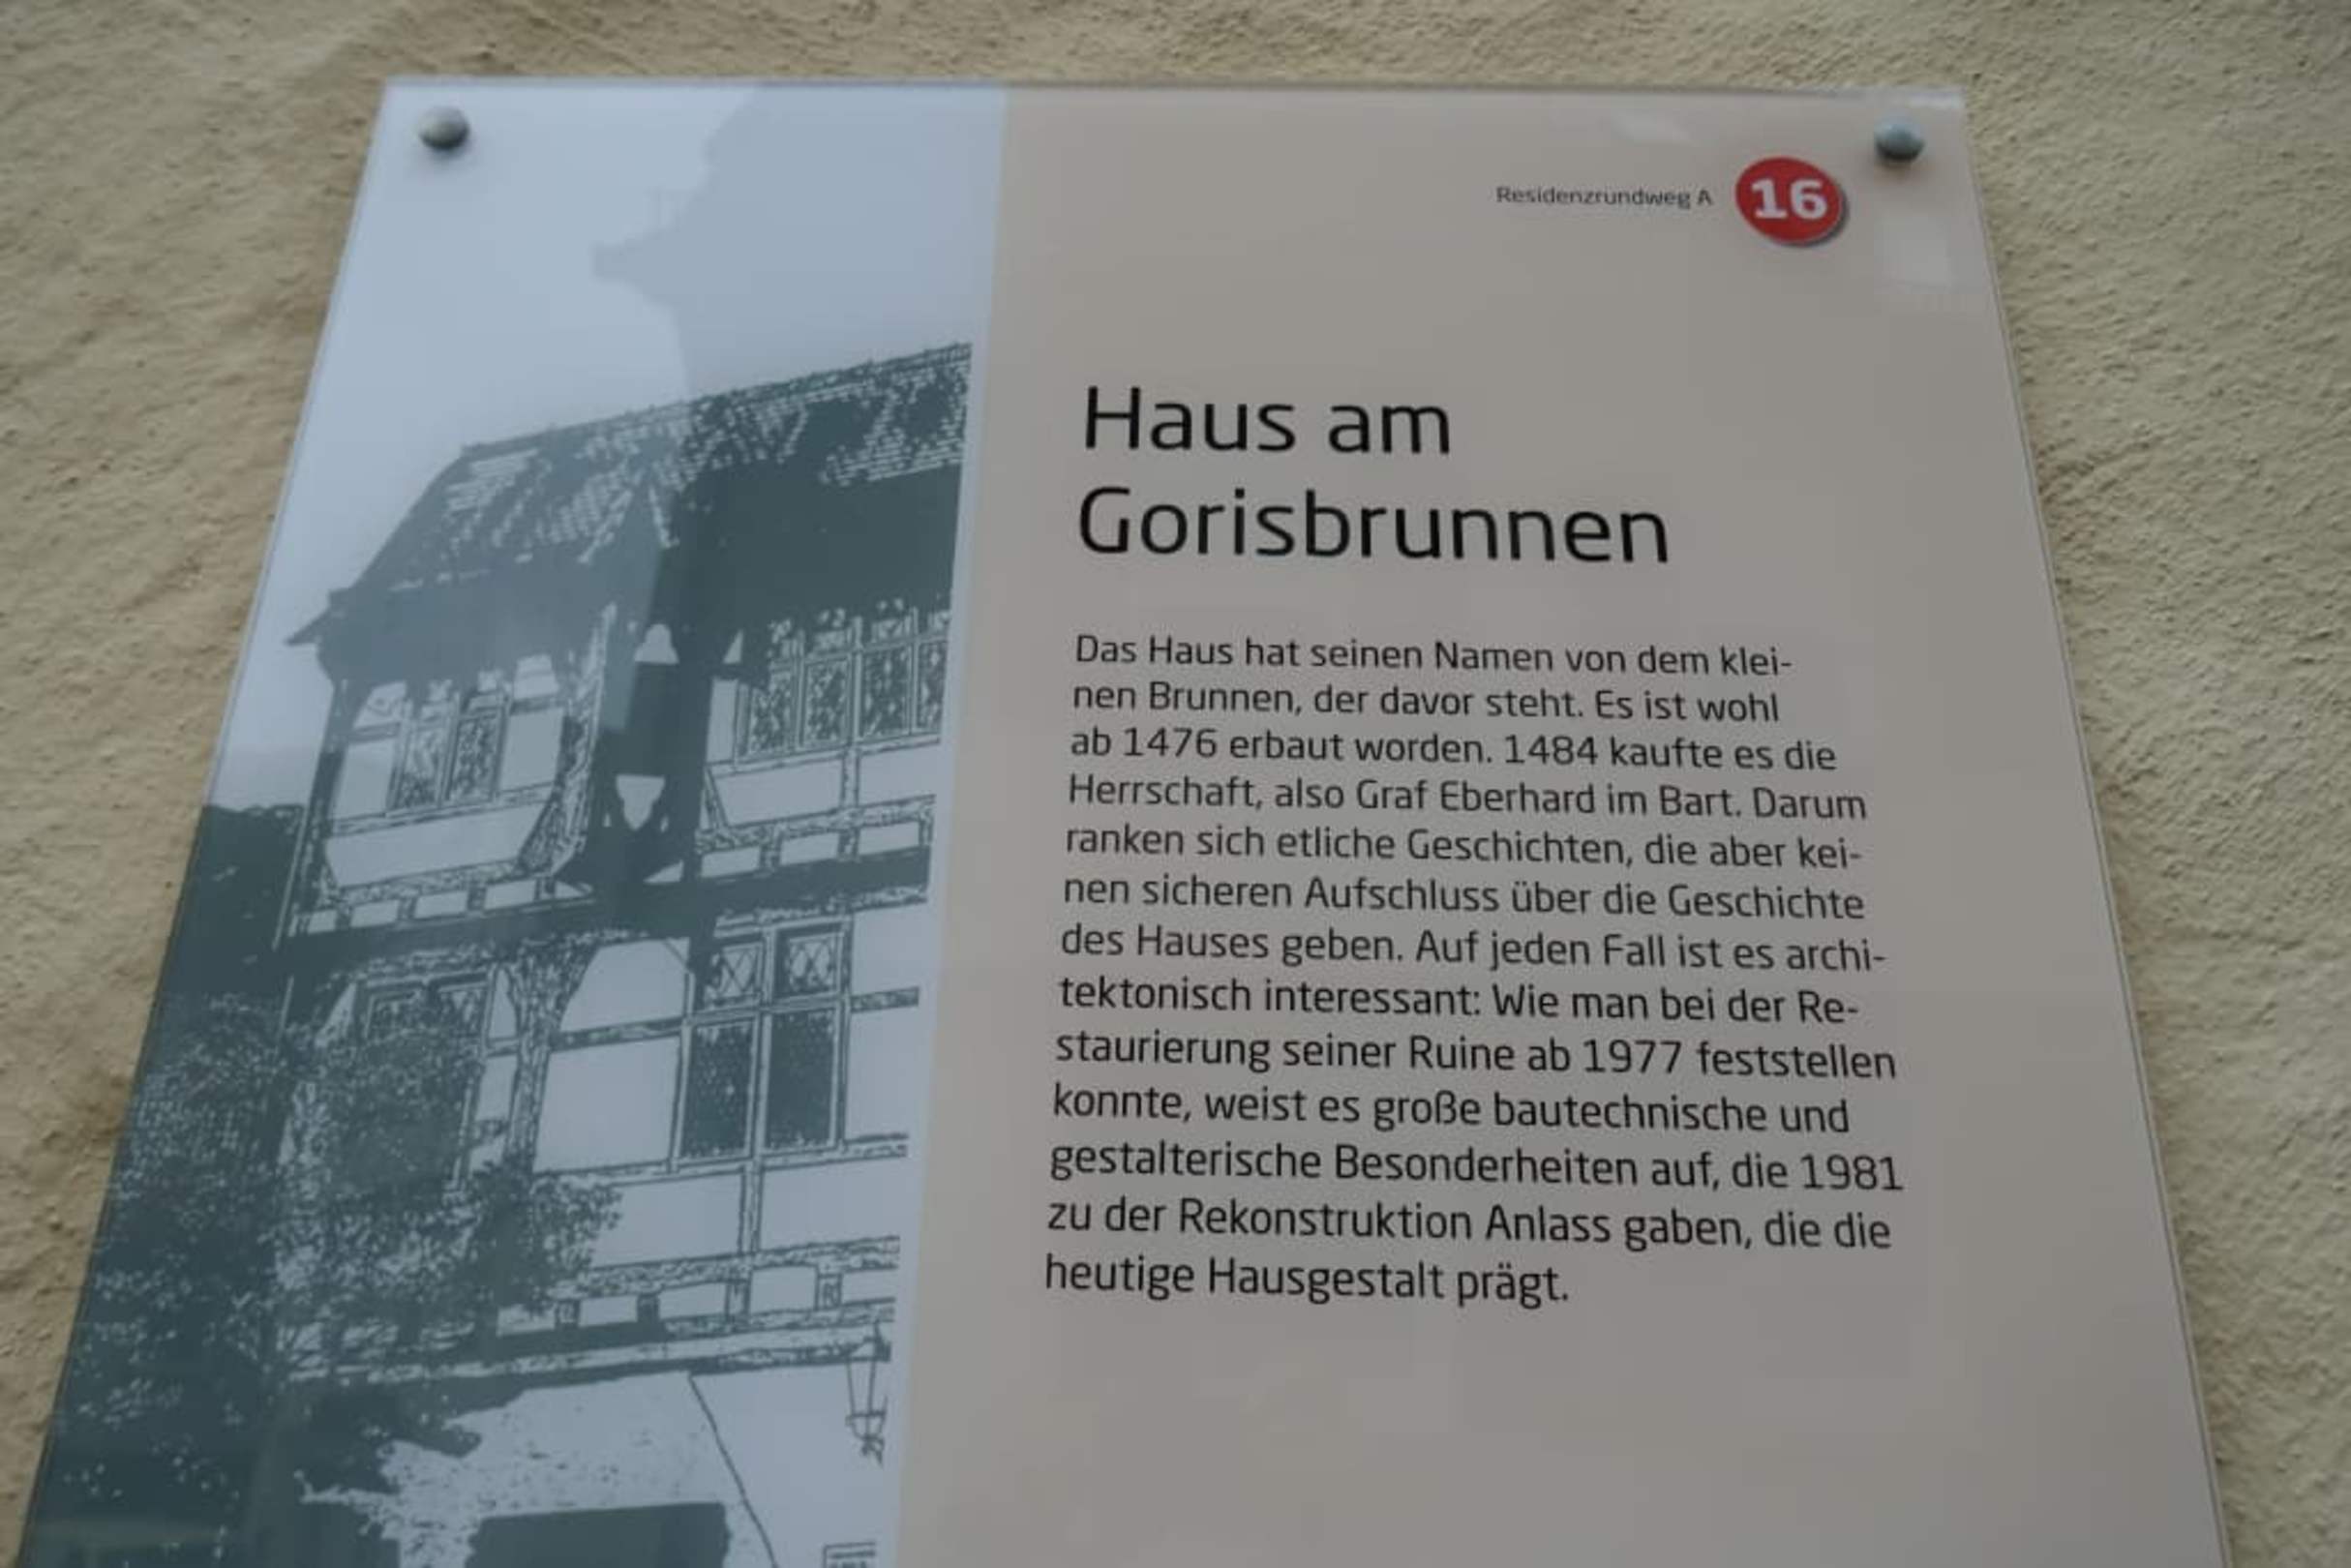 Residenzrundweg A 16
Haus am
Gorisbrunnen
Das Haus hat seinen Namen von dem klei-
nen Brunnen, der davor steht. Es ist wohl
ab 1476 erbaut worden. 1484 kaufte es die
Herrschaft, also Graf Eberhard im Bart. Darum
ranken sich etliche Geschichten, die aber kei-
nen sicheren Aufschluss über die Geschichte
des Hauses geben. Auf jeden Fall ist es archi-
tektonisch interessant: Wie man bei der Re-
staurierung seiner Ruine ab 1977 feststellen
konnte, weist es große bautechnische und
gestalterische Besonderheiten auf, die 1981
zu der Rekonstruktion Anlass gaben, die die
heutige Hausgestalt prägt.